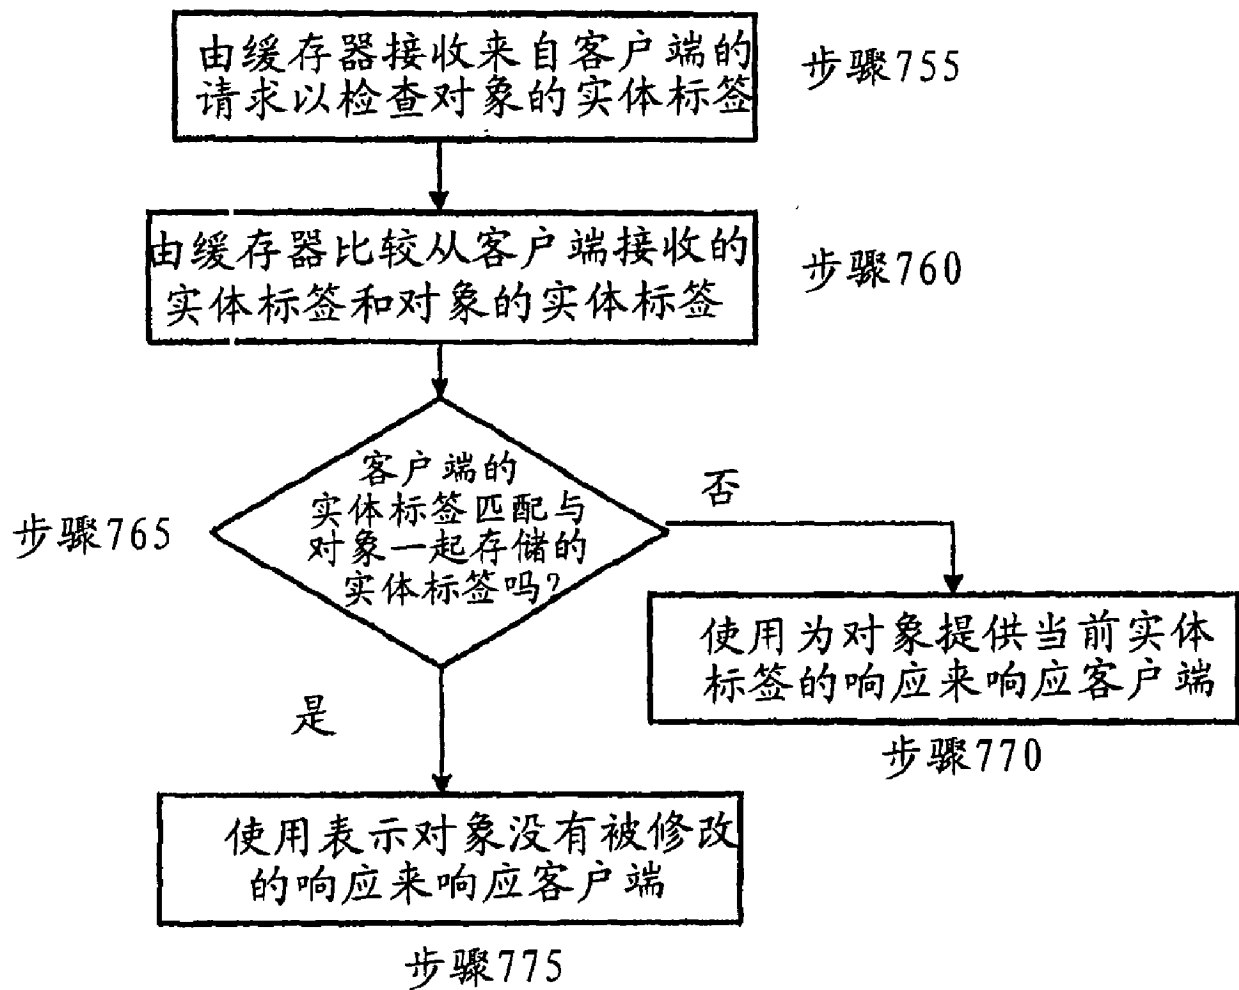 由缓存器接收来自客户端的
请求以检查对象的实体标签
步骤755
由缓存器比较从客户端接收的
实体标签和对象的实体标签
步骤760
客户端的
实体标签匹配与
对象一起存储的
实体标签吗?
步骤765
否
使用为对象提供当前实体
标签的响应来响应客户端
步骤770
是
使用表示对象没有被修改
的响应来响应客户端
步骤775